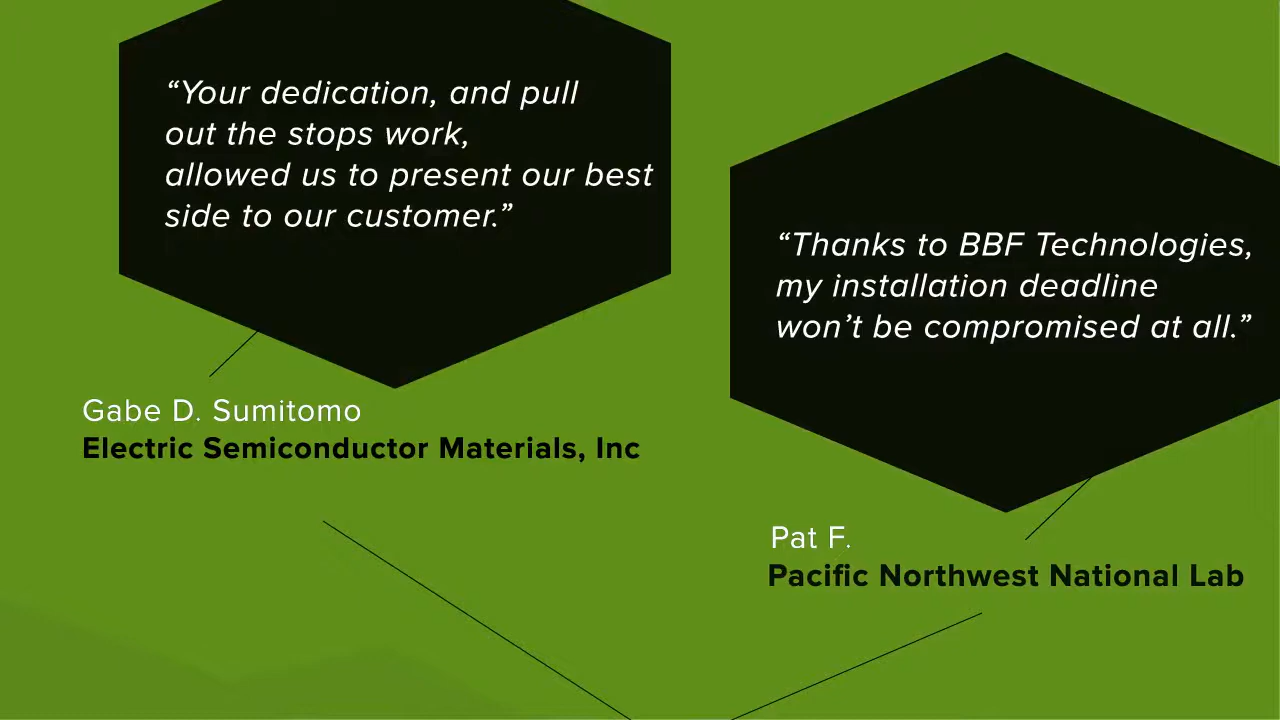 “Your dedication, and pull
out the stops work,
allowed us to present our best
side to our customer.”
Gabe D. Sumitomo
Electric Semiconductor Materials, Inc
“Thanks to BBF Technologies,
my installation deadline
won’t be compromised at all.”
Pat F.
Pacific Northwest National Lab